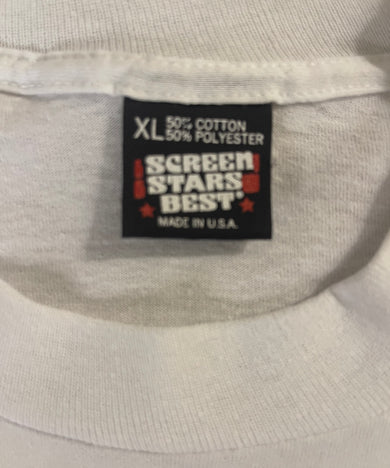 XL 50% COTTON
50% POLYESTER
SCREEN
STARS
BEST
MADE IN U.S.A.